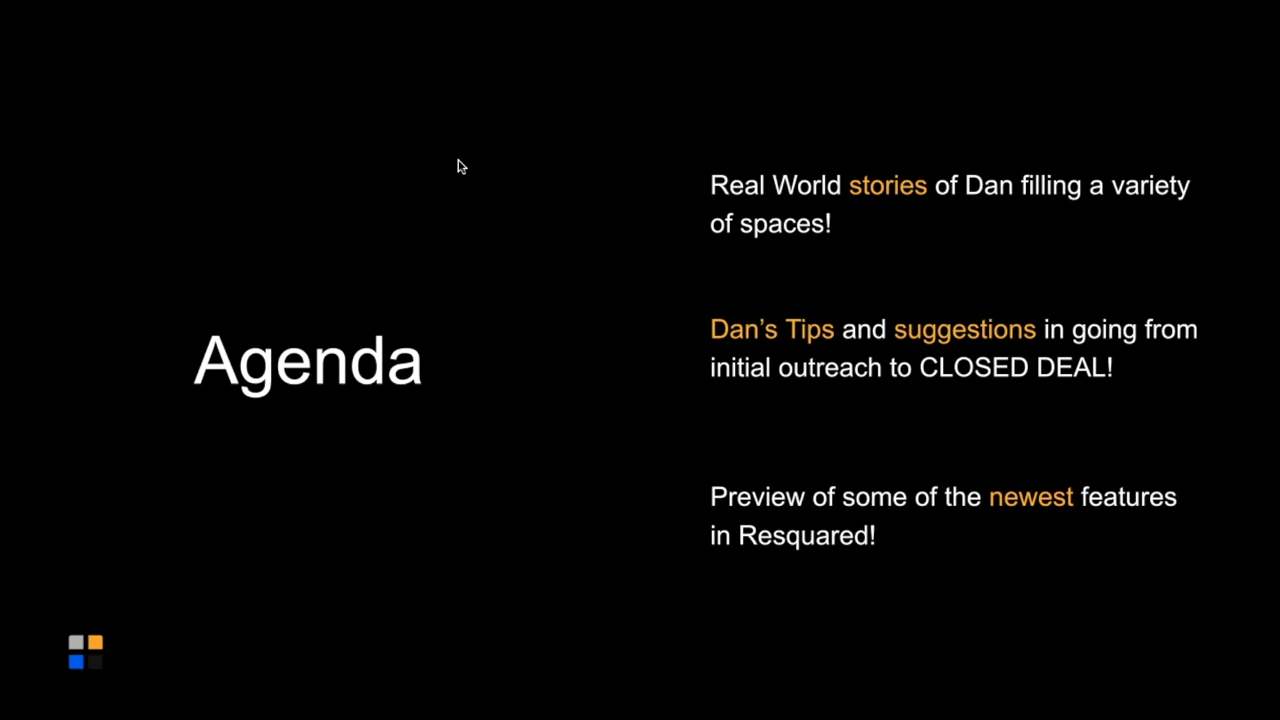 Agenda
Real World stories of Dan filling a variety
of spaces!
Dan’s Tips and suggestions in going from
initial outreach to CLOSED DEAL!
Preview of some of the newest features
in Resquared!